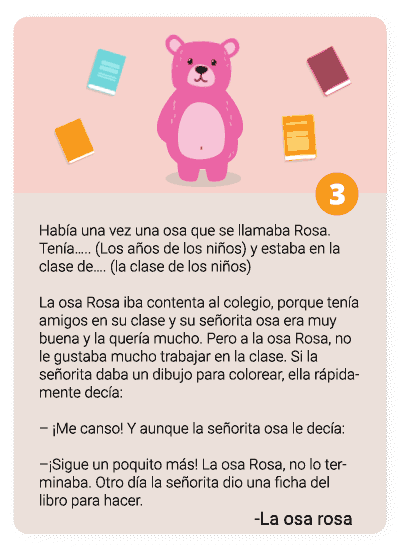 3
Había una vez una osa que se llamaba Rosa.
Tenía..... (Los años de los niños) y estaba en la
clase de.... (la clase de los niños)
La osa Rosa iba contenta al colegio, porque tenía
amigos en su clase y su señorita osa era muy
buena y la quería mucho. Pero a la osa Rosa, no
le gustaba mucho trabajar en la clase. Si la
señorita daba un dibujo para colorear, ella rápida-
mente decía:
– ¡Me canso! Y aunque la señorita osa le decía:
–¡Sigue un poquito más! La osa Rosa, no lo ter-
minaba. Otro día la señorita dio una ficha del
libro para hacer.
-La osa rosa